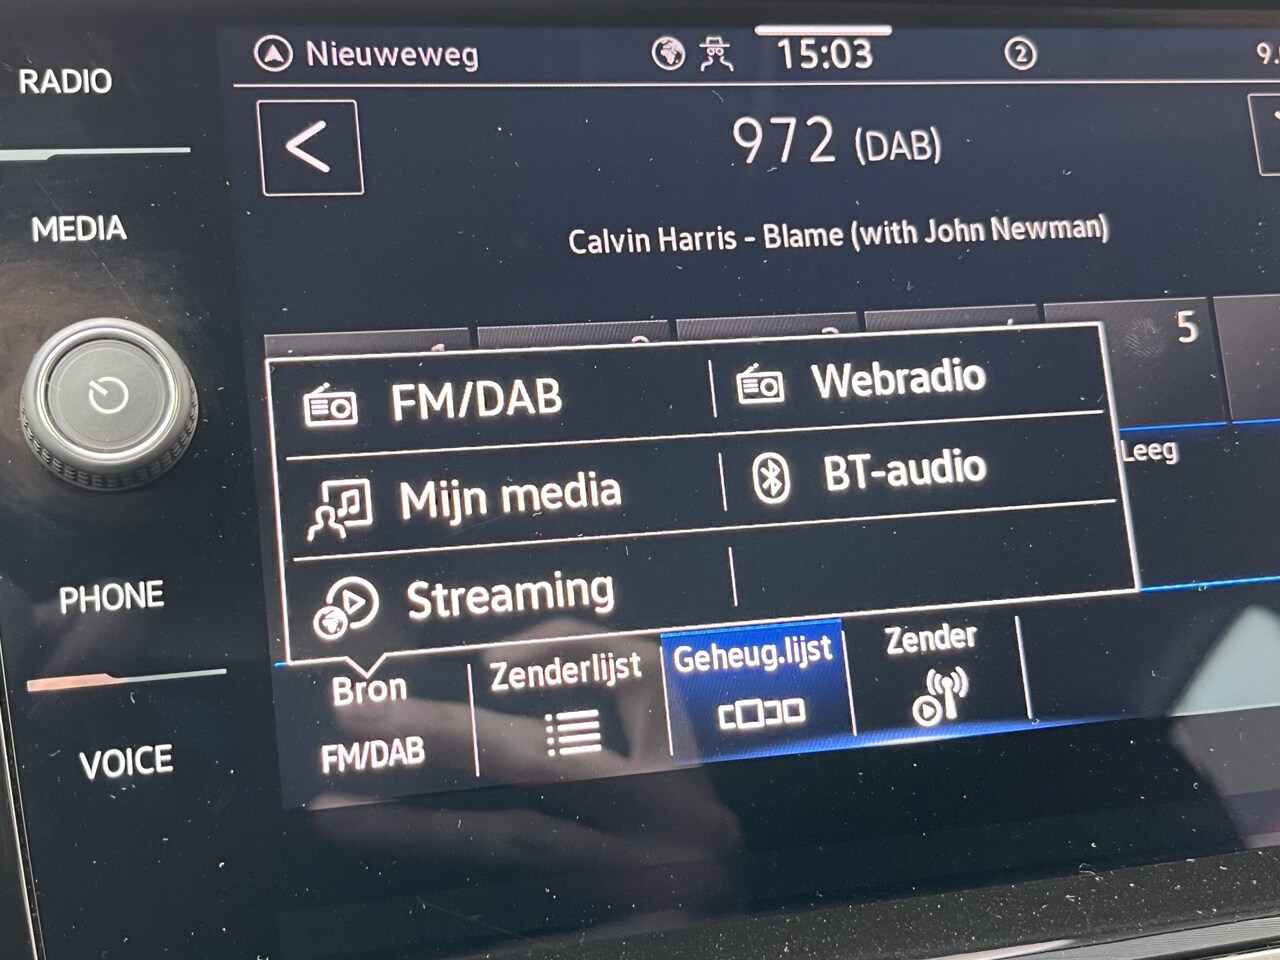 RADIO
Nieuweweg
15:03
2
972 (DAB)
MEDIA
Calvin Harris - Blame (with John Newman)
5
FM/DAB
Webradio
Leeg
Mijn media
BT-audio
Streaming
PHONE
Bron
FM/DAB
Zenderlijst
Geheug.lijst
Zender
VOICE